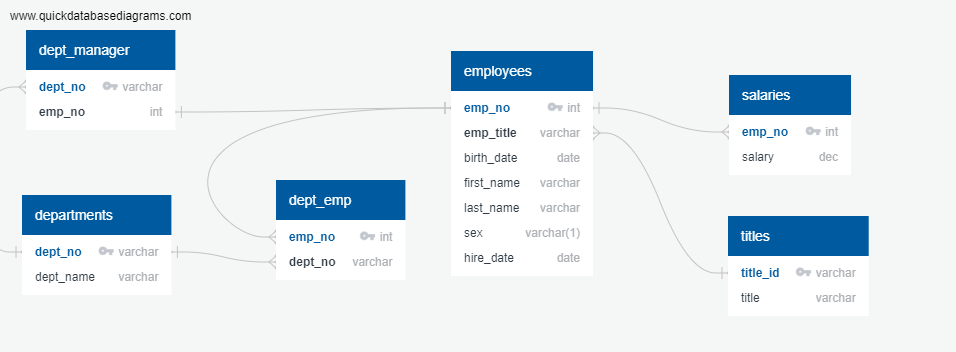 www.quickdatabasediagrams.com
dept_manager
dept_no varchar
emp_no int
employees
emp_no int
emp_title varchar
birth_date date
first_name varchar
last_name varchar
sex varchar(1)
hire_date date
salaries
emp_no int
salary dec
departments
dept_no varchar
dept_name varchar
dept_emp
emp_no int
dept_no varchar
titles
title_id varchar
title varchar